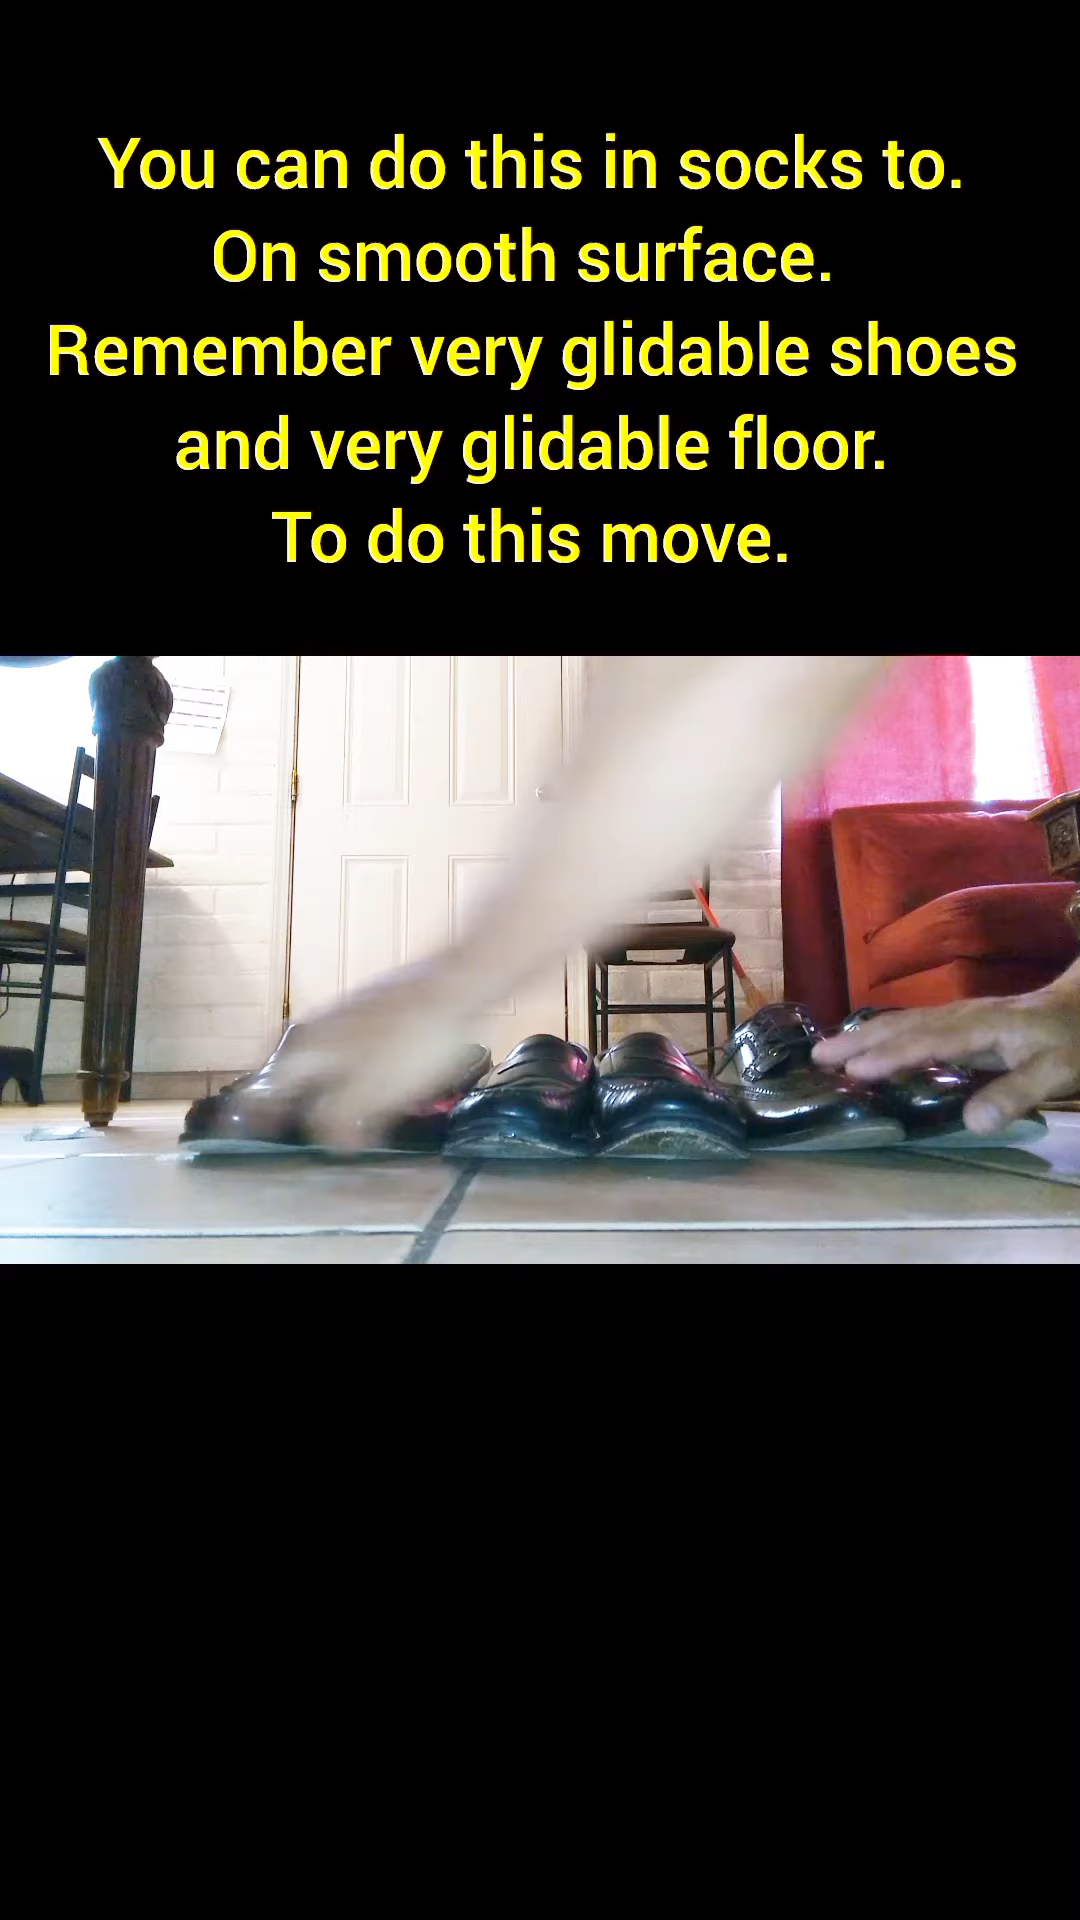 You can do this in socks to.
On smooth surface.
Remember very glidable shoes
and very glidable floor.
To do this move.